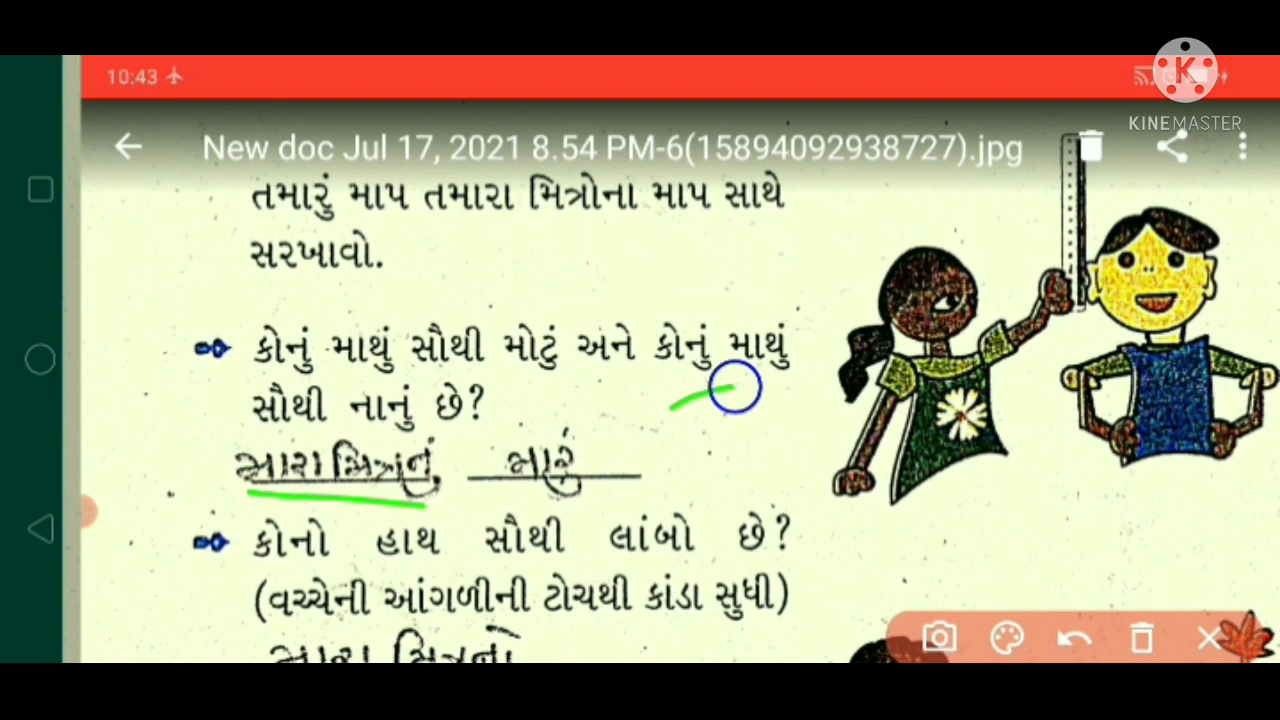 10:43
KINEMASTER
New doc Jul 17, 2021 8.54 PM-6(15894092938727).jpg
તમારું માપ તમારા મિત્રોના માપ સાથે
સરખાવો.
કોનું માથું સૌથી મોટું અને કોનું માથું
સૌથી નાનું છે?
મારા મિત્રનું મારું
કોનો હાથ સૌથી લાંબો છે?
(વચ્ચેની આંગળીની ટોચથી કાંડા સુધી)
મારા મિત્રનો